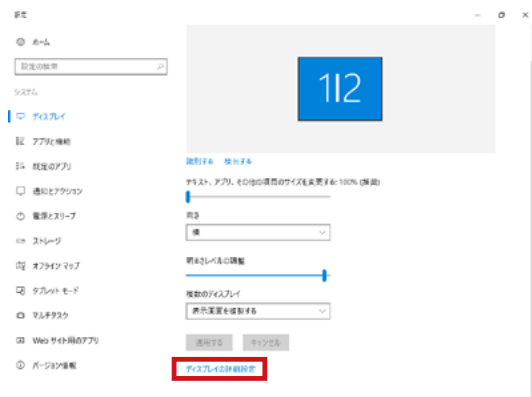 設定
ホーム
設定の検索
システム
ディスプレイ
アプリと機能
既定のアプリ
通知とアクション
電源とスリープ
ストレージ
オフライン マップ
タブレット モード
マルチタスク
Web サイト用のアプリ
バージョン情報
1|2
識別する 検出する
テキスト、アプリ、その他の項目のサイズを変更する: 100% (推奨)
向き
横
明るさレベルの調整
複数のディスプレイ
表示画面を複製する
適用する キャンセル
ディスプレイの詳細設定